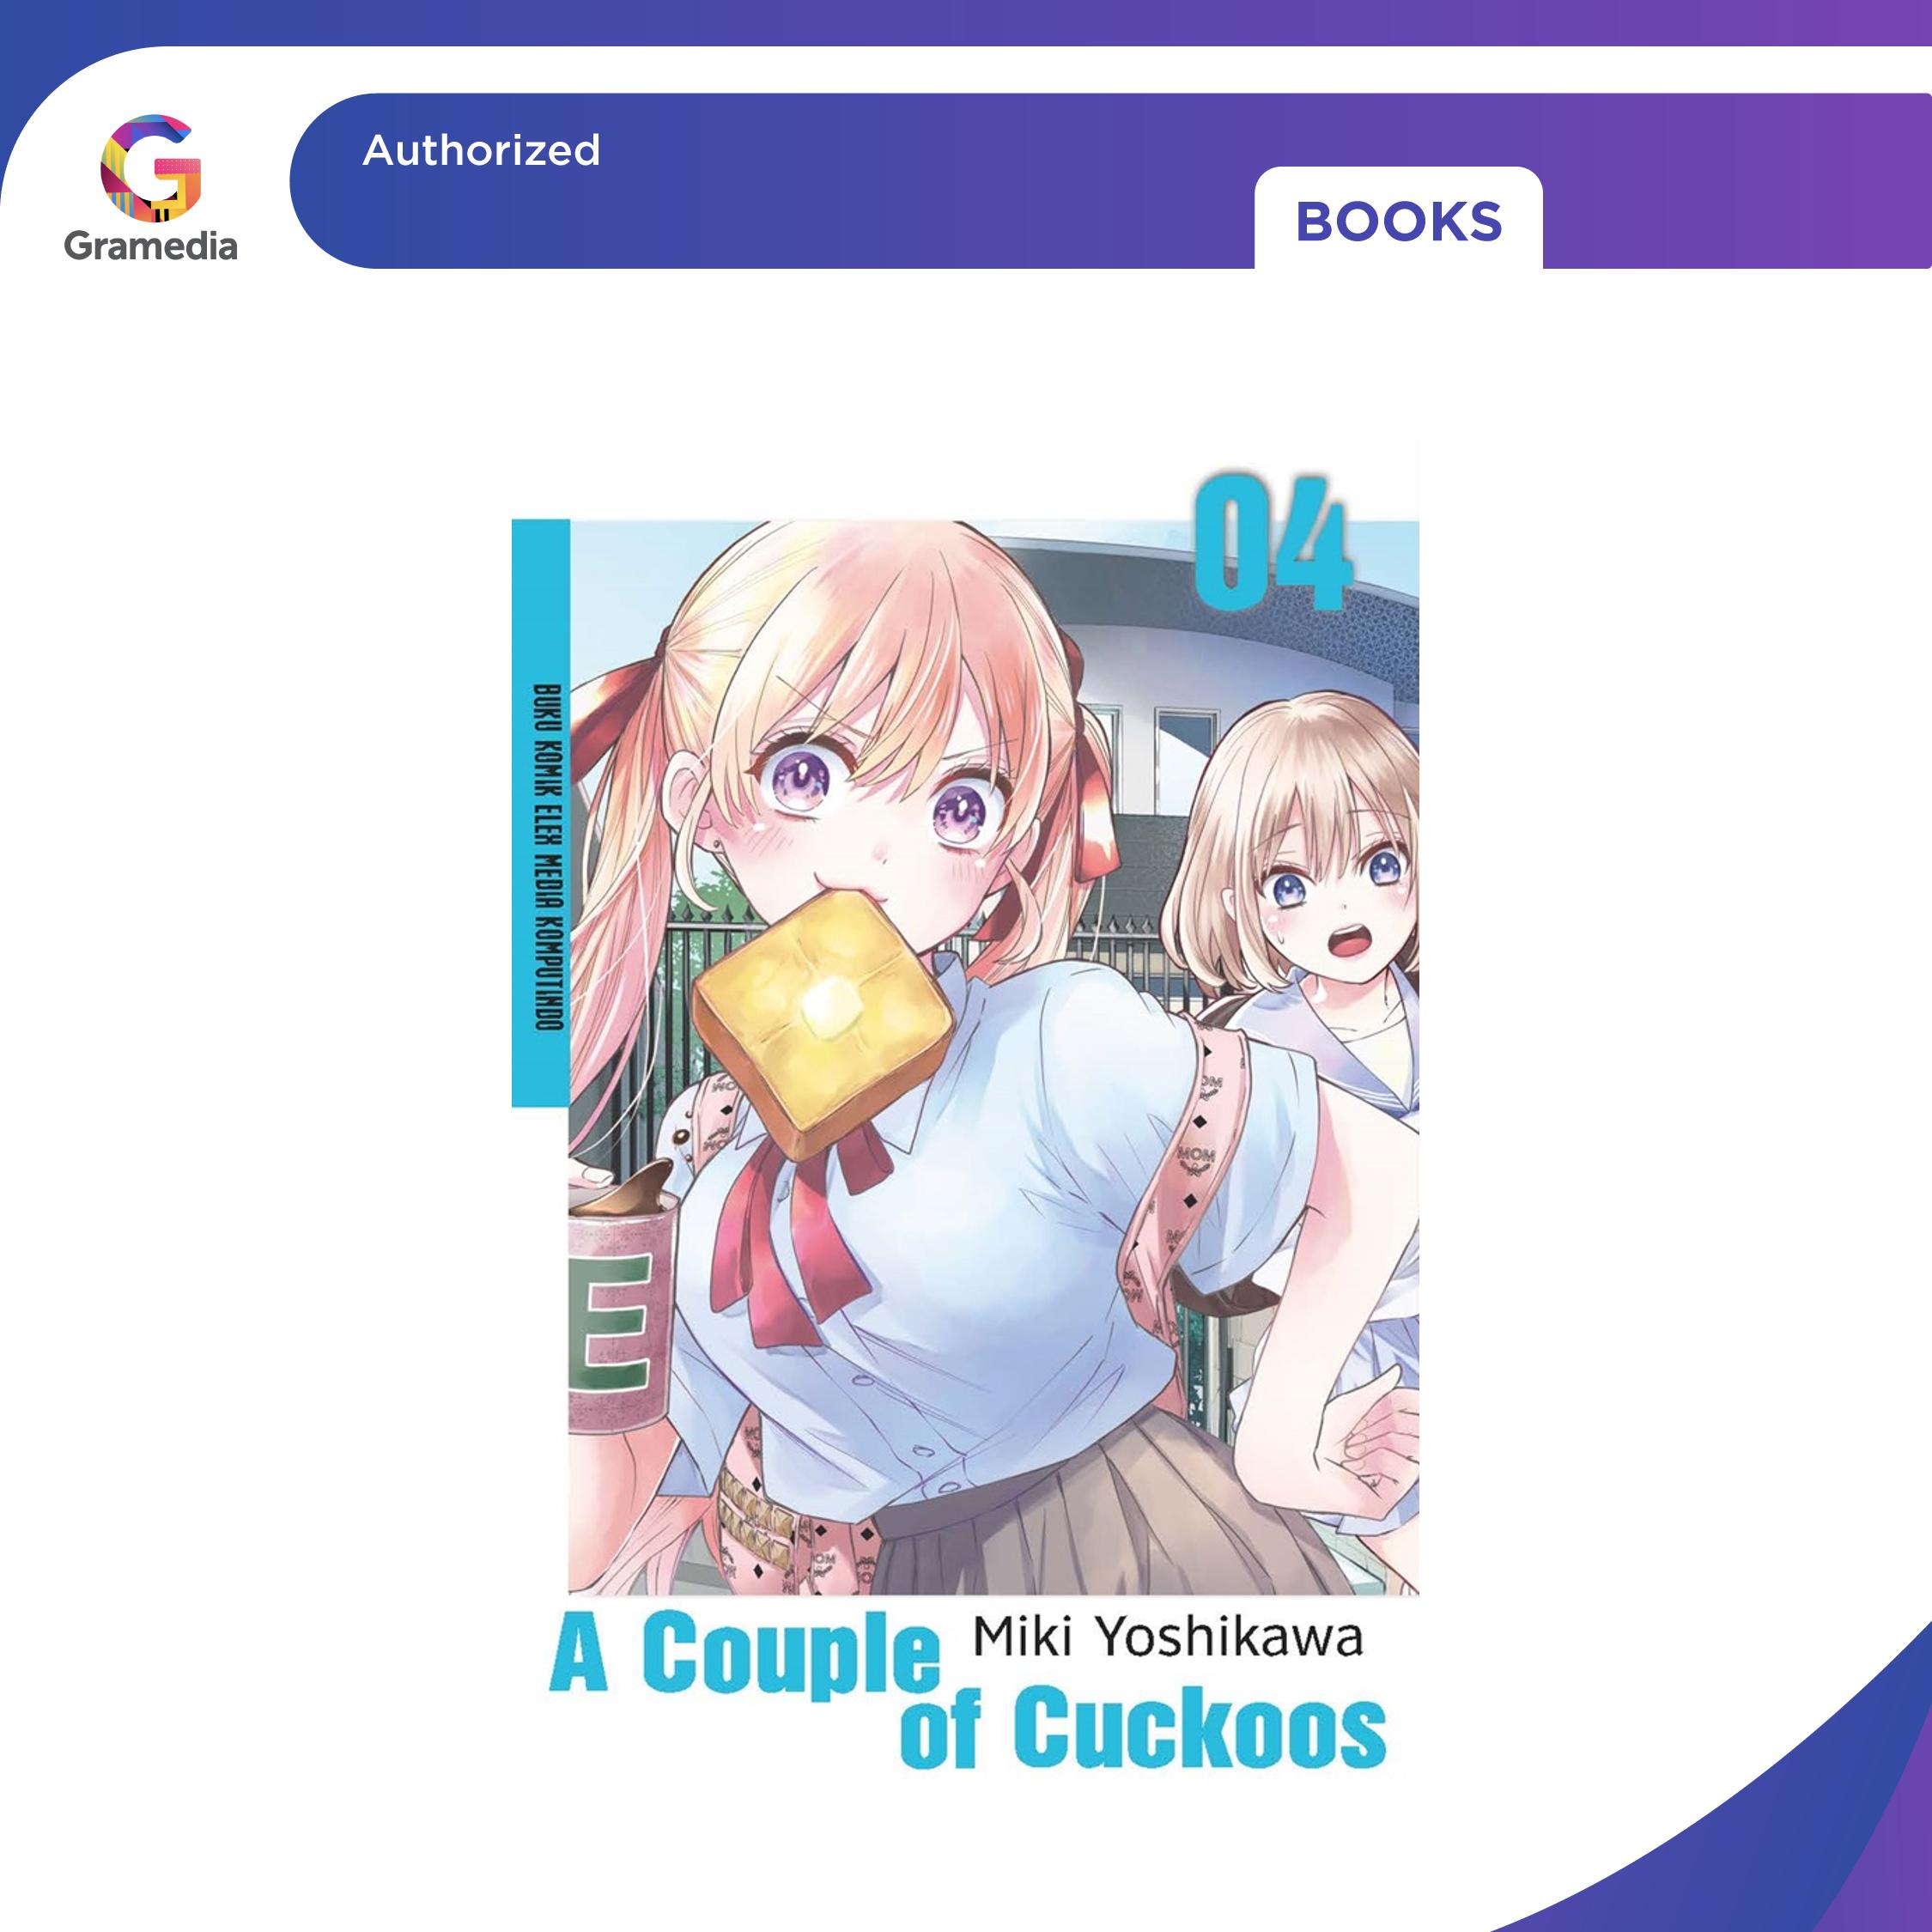 Gramedia
Authorized
BOOKS
04
BUKU KOMIK ELEX MEDIA KOMPUTINDO
MOM
E
A Couple
Miki Yoshikawa
of Cuckoos